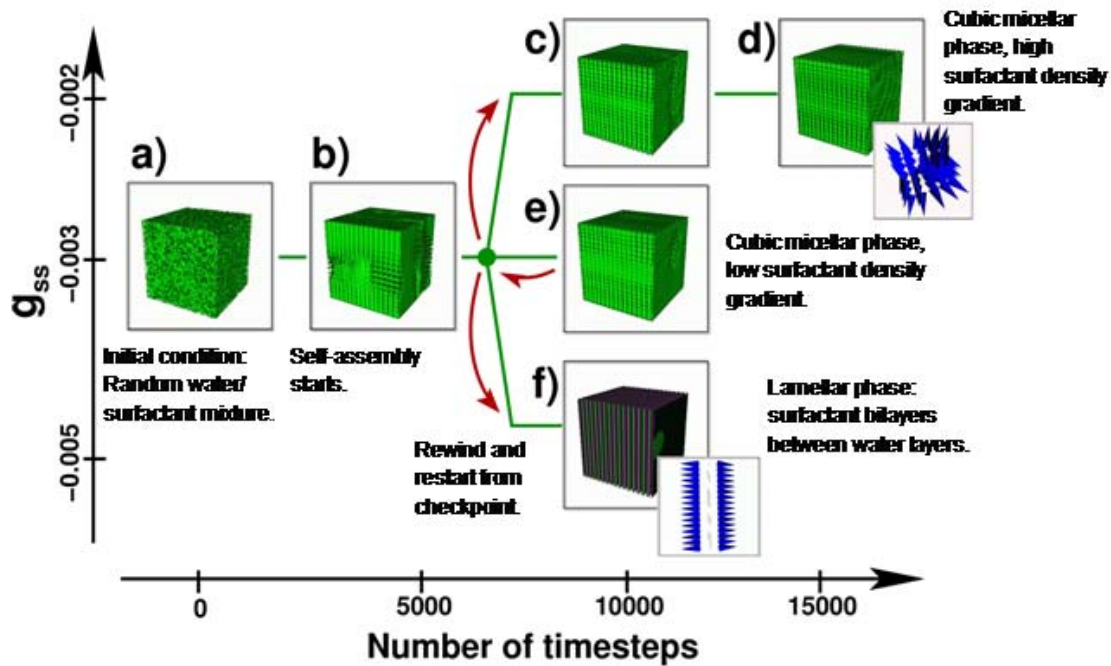 c)
d)
Cubic micellar
phase, high
surfactant density
gradient.
-0.002
a)
b)
e)
-0.003
g_ss
Cubic micellar phase,
low surfactant density
gradient.
Initial condition:
Random water/
surfactant mixture.
Self-assembly
starts.
f)
Lamellar phase:
surfactant bilayers
between water layers.
Rewind and
restart from
checkpoint.
-0.005
0
5000
10000
15000
Number of timesteps